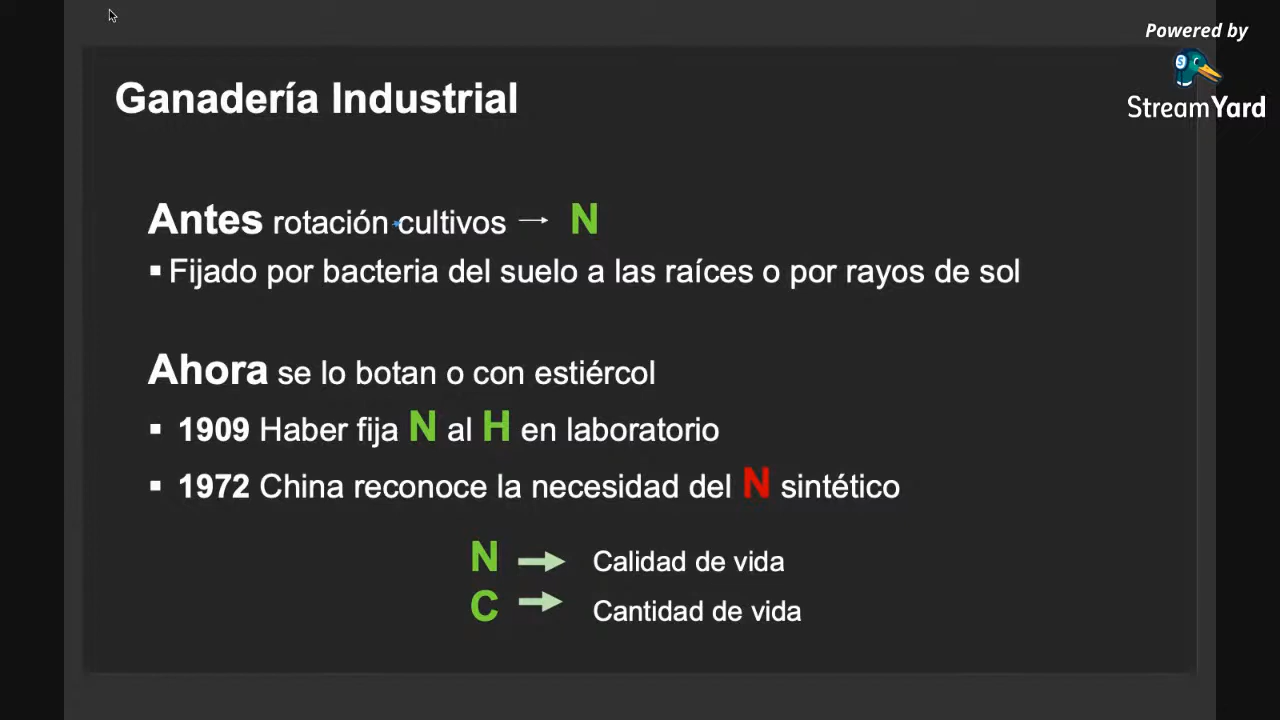 Powered by
StreamYard
Ganadería Industrial
Antes rotación cultivos → N
▪ Fijado por bacteria del suelo a las raíces o por rayos de sol
Ahora se lo botan o con estiércol
▪ 1909 Haber fija N al H en laboratorio
▪ 1972 China reconoce la necesidad del N sintético
N → Calidad de vida
C → Cantidad de vida